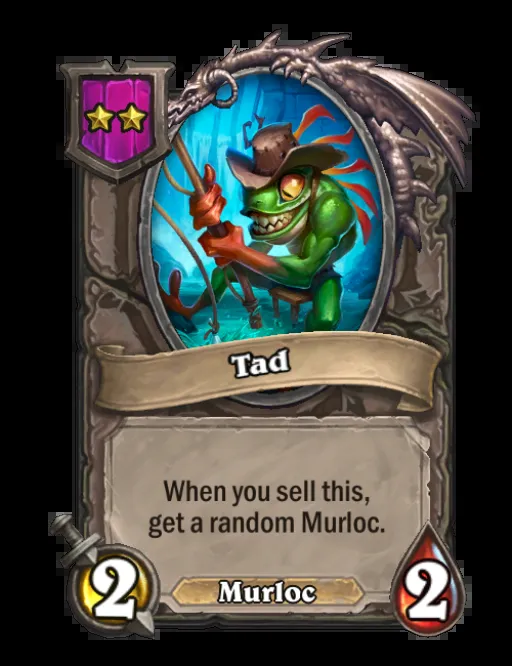 Tad
When you sell this,
get a random Murloc.
2
Murloc
2